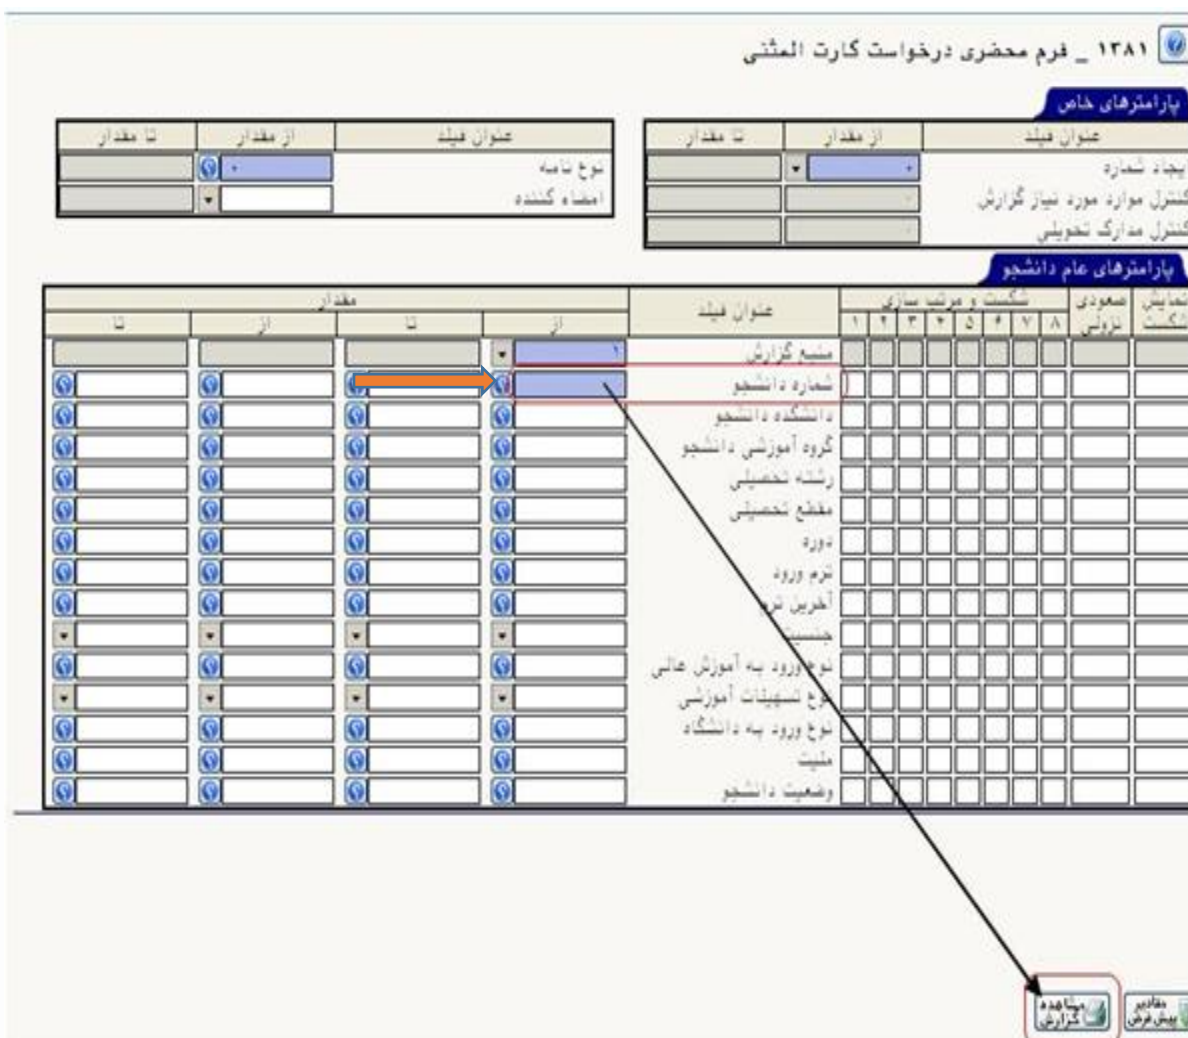 ۱۳۸۱ _ فرم محضری درخواست کارت المثنی
پارامترهای خاص
عنوان فیلد از مقدار تا مقدار
ایجاد شماره ۰
کنترل موارد مورد نیاز گزارش ۰
کنترل مدارک تحویلی ۰
عنوان فیلد از مقدار تا مقدار
نوع نامه ۰
امضاء کننده
پارامترهای عام دانشجو
نمایش شکست صعودی نزولی شکست و مرتب سازی عنوان فیلد مقدار
۸ ۷ ۶ ۵ ۴ ۳ ۲ ۱ از تا از تا
منبع گزارش ۱
شماره دانشجو
دانشکده دانشجو
گروه آموزشی دانشجو
رشته تحصیلی
مقطع تحصیلی
دوره
ترم ورود
آخرین ترم
جنسیت
نوع ورود به آموزش عالی
نوع تسهیلات آموزشی
نوع ورود به دانشگاه
ملیت
وضعیت دانشجو
مقادیر پیش فرض
مشاهده گزارش